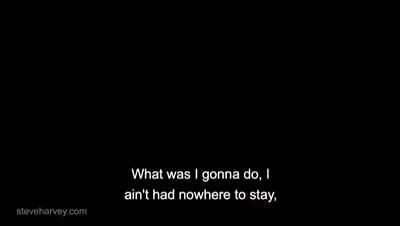 What was I gonna do, I
ain't had nowhere to stay,
steveharvey.com